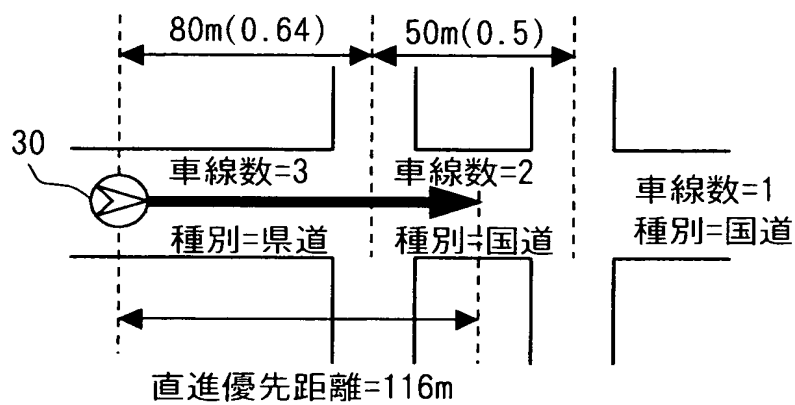 80m(0.64)
50m(0.5)
30
車線数=3
車線数=2
車線数=1
種別=県道
種別=国道
種別=国道
直進優先距離=116m